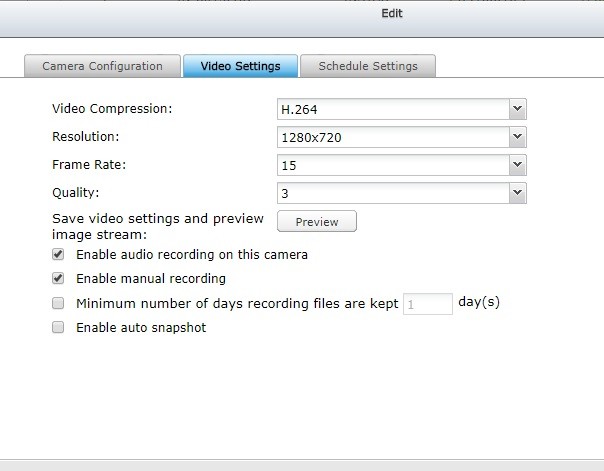 Edit
Camera Configuration Video Settings Schedule Settings
Video Compression: H.264
Resolution: 1280x720
Frame Rate: 15
Quality: 3
Save video settings and preview
image stream: Preview
Enable audio recording on this camera
Enable manual recording
Minimum number of days recording files are kept 1 day(s)
Enable auto snapshot